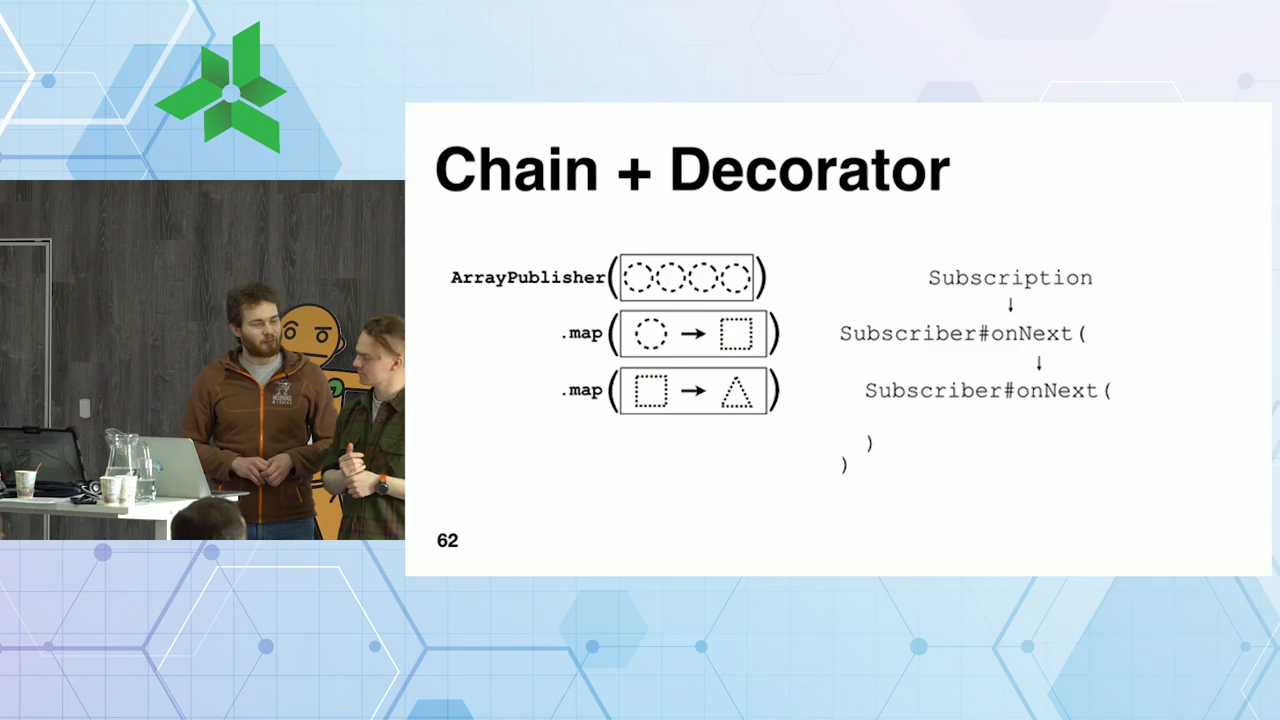 Chain + Decorator
ArrayPublisher( )
.map( → )
.map( → )
Subscription
↓
Subscriber#onNext(
↓
Subscriber#onNext(
)
)
62